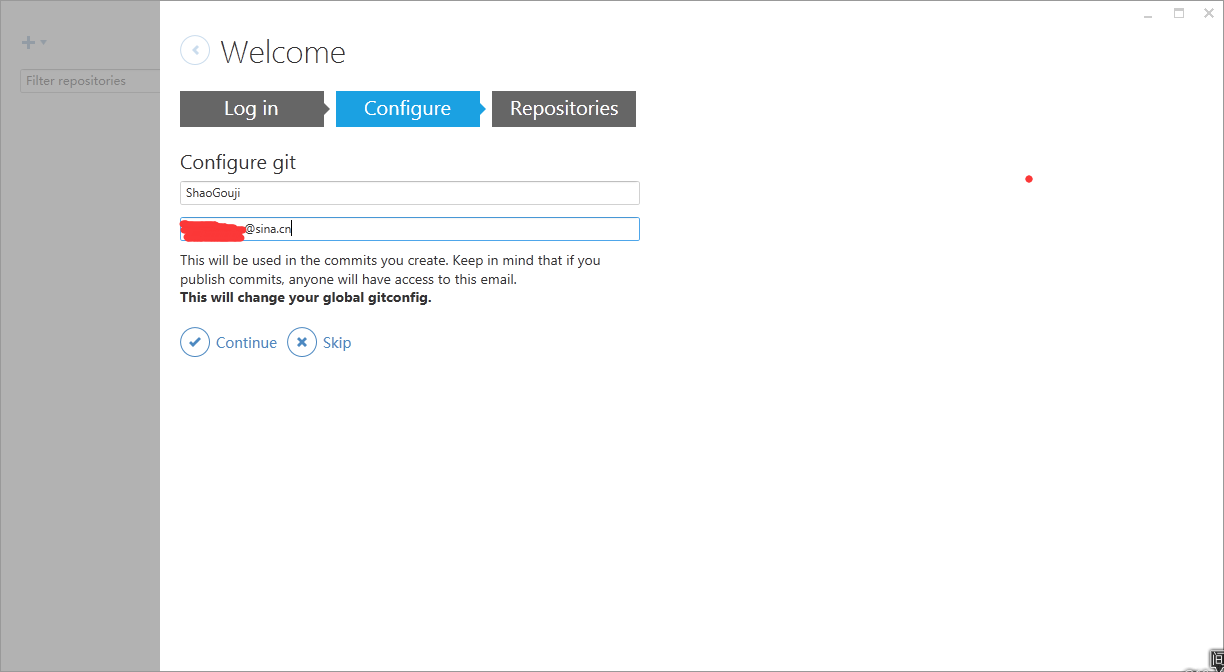 Welcome
Filter repositories
Log in
Configure
Repositories
Configure git
ShaoGouji
@sina.cn
This will be used in the commits you create. Keep in mind that if you
publish commits, anyone will have access to this email.
This will change your global gitconfig.
Continue
Skip